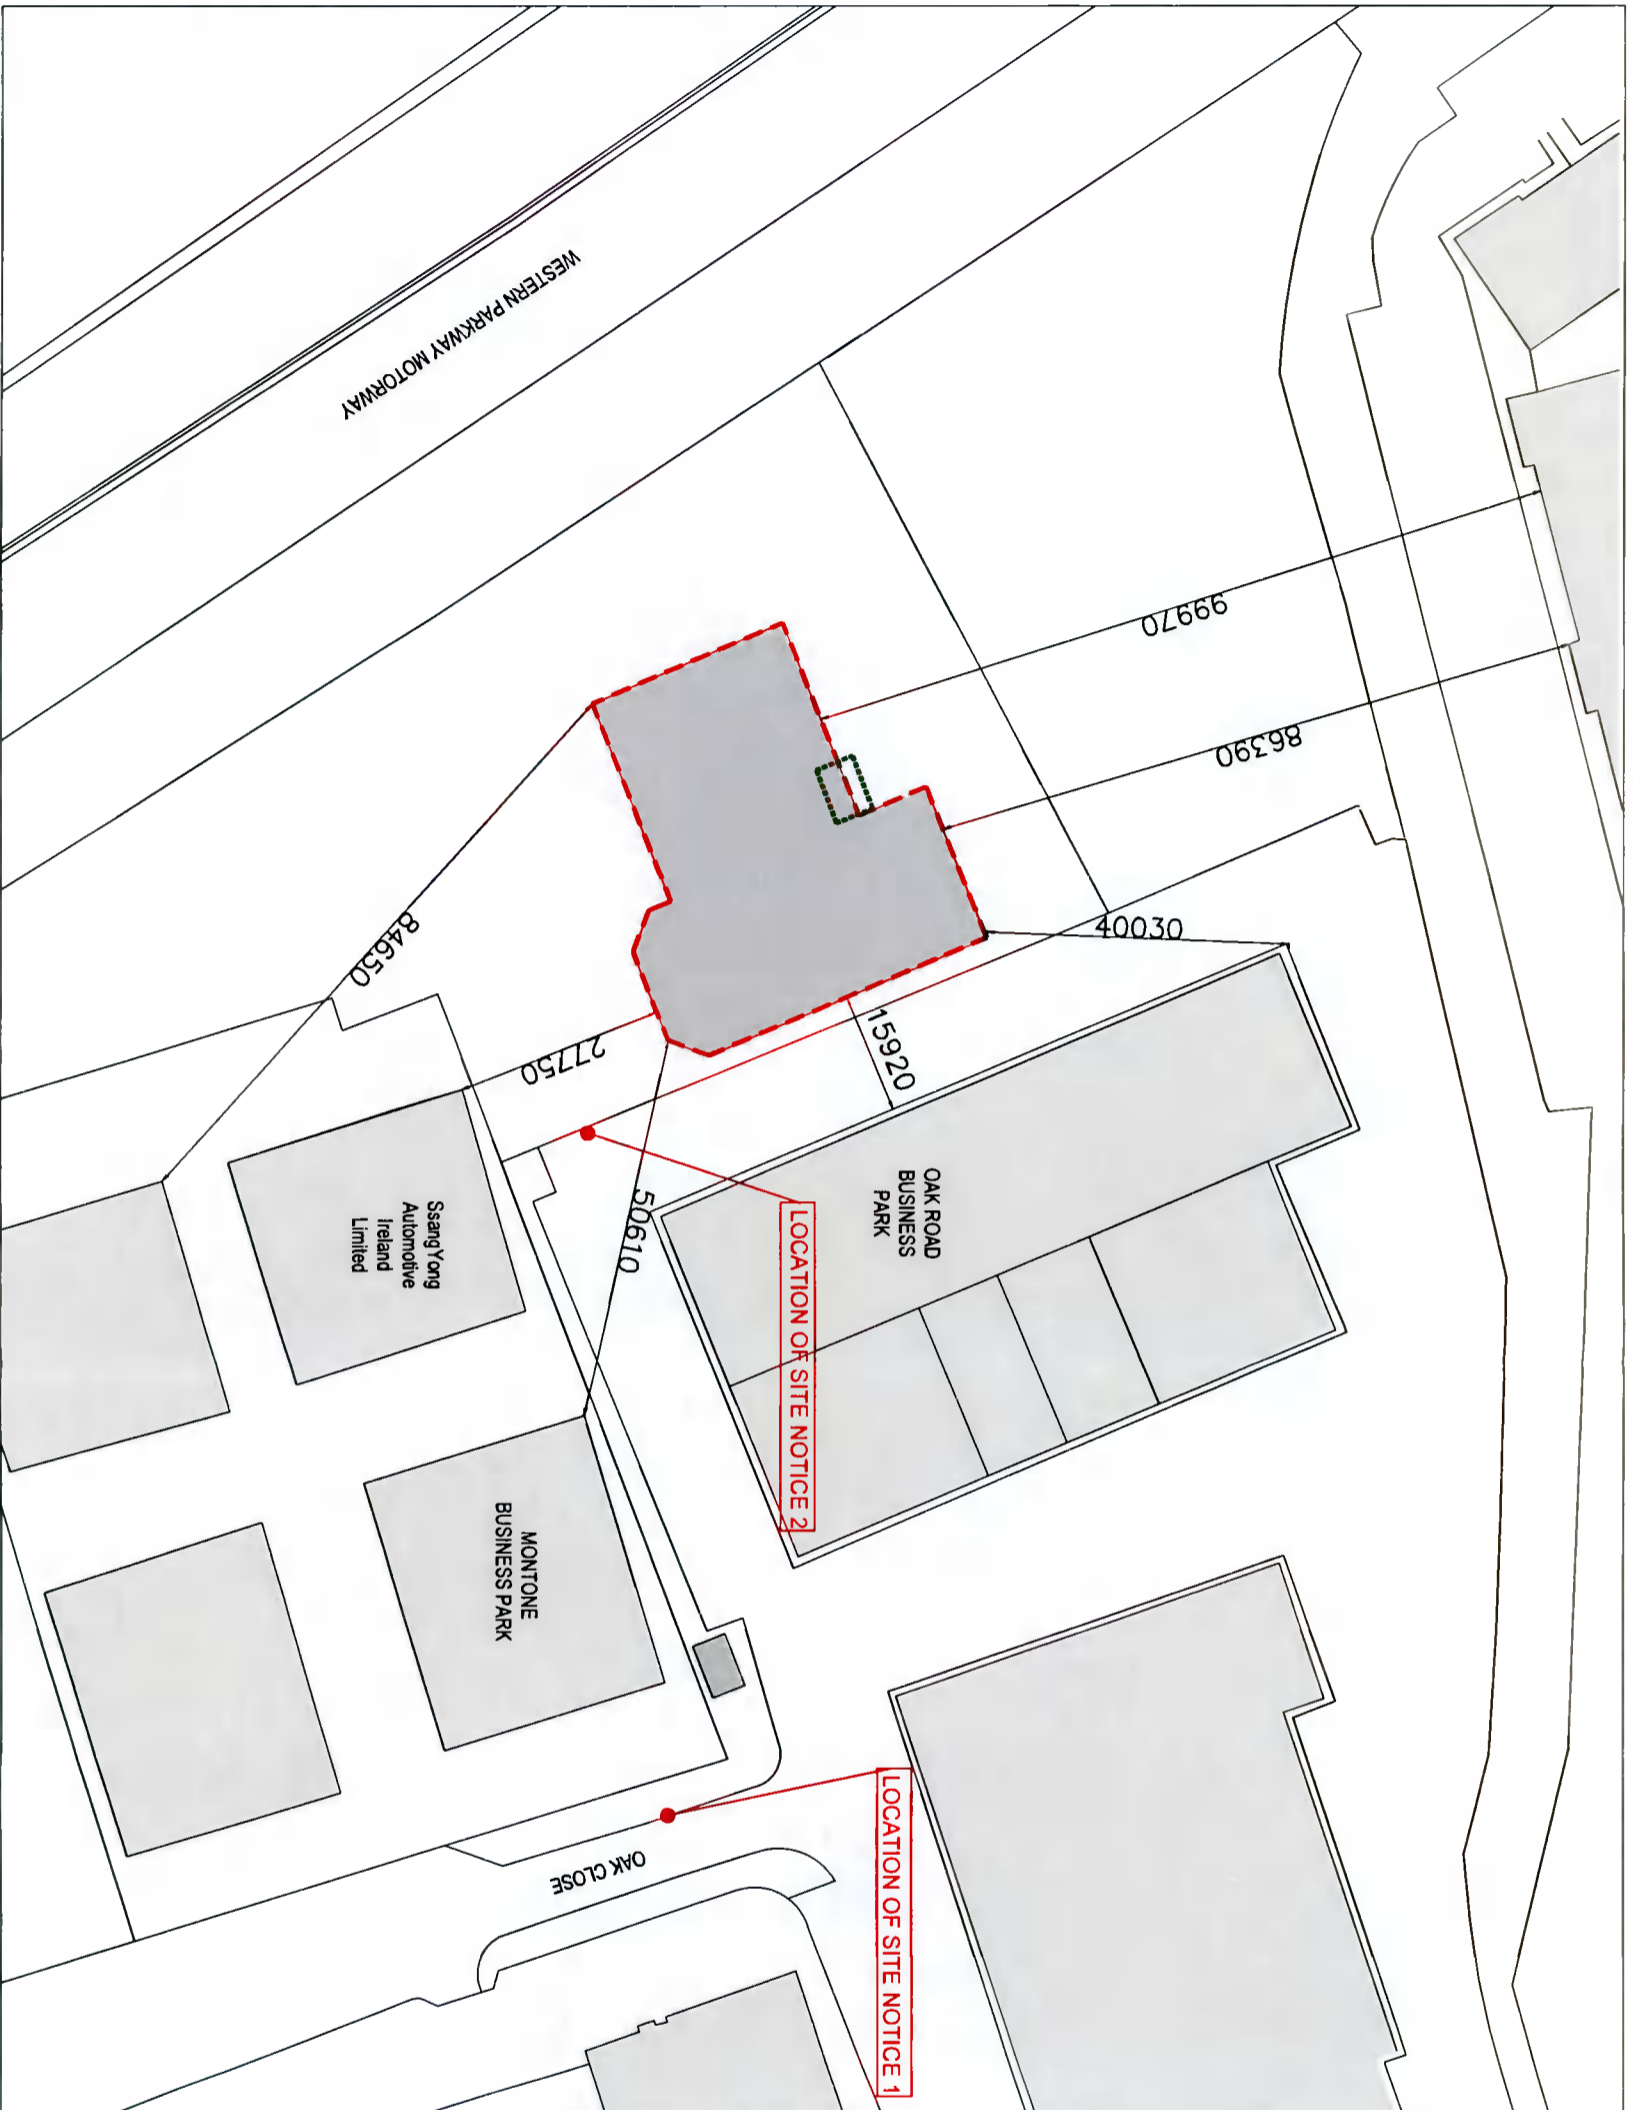 WESTERN PARKWAY MOTORWAY
99970
86390
40030
84650
27750
15920
50610
OAK ROAD
BUSINESS
PARK
SsangYong
Automotive
Ireland
Limited
LOCATION OF SITE NOTICE 2
MONTONE
BUSINESS PARK
LOCATION OF SITE NOTICE 1
OAK CLOSE